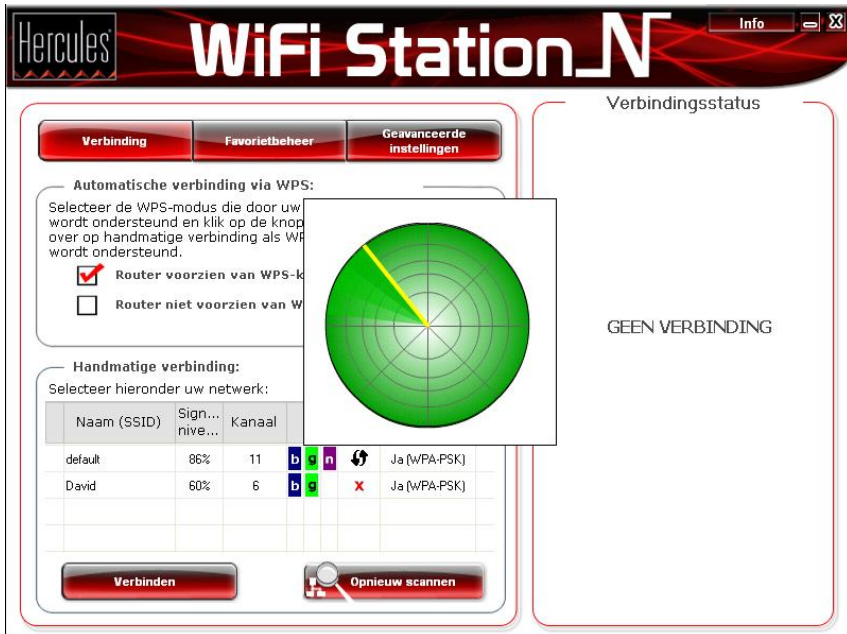 Hercules
WiFi Station N
Info
Verbinding
Favorietbeheer
Geavanceerde
instellingen
Automatische verbinding via WPS:
Selecteer de WPS-modus die door uw
wordt ondersteund en klik op de knop
over op handmatige verbinding als
wordt ondersteund.
Router voorzien van
Router niet voorzien van
Handmatige verbinding:
Selecteer hieronder uw netwerk:
Naam (SSID)
Sign...
nive...
Kanaal
default 86% 11 b g n Ja (WPA-PSK)
David 60% 6 b g x Ja (WPA-PSK)
Verbinden
Opnieuw scannen
Verbindingsstatus
GEEN VERBINDING